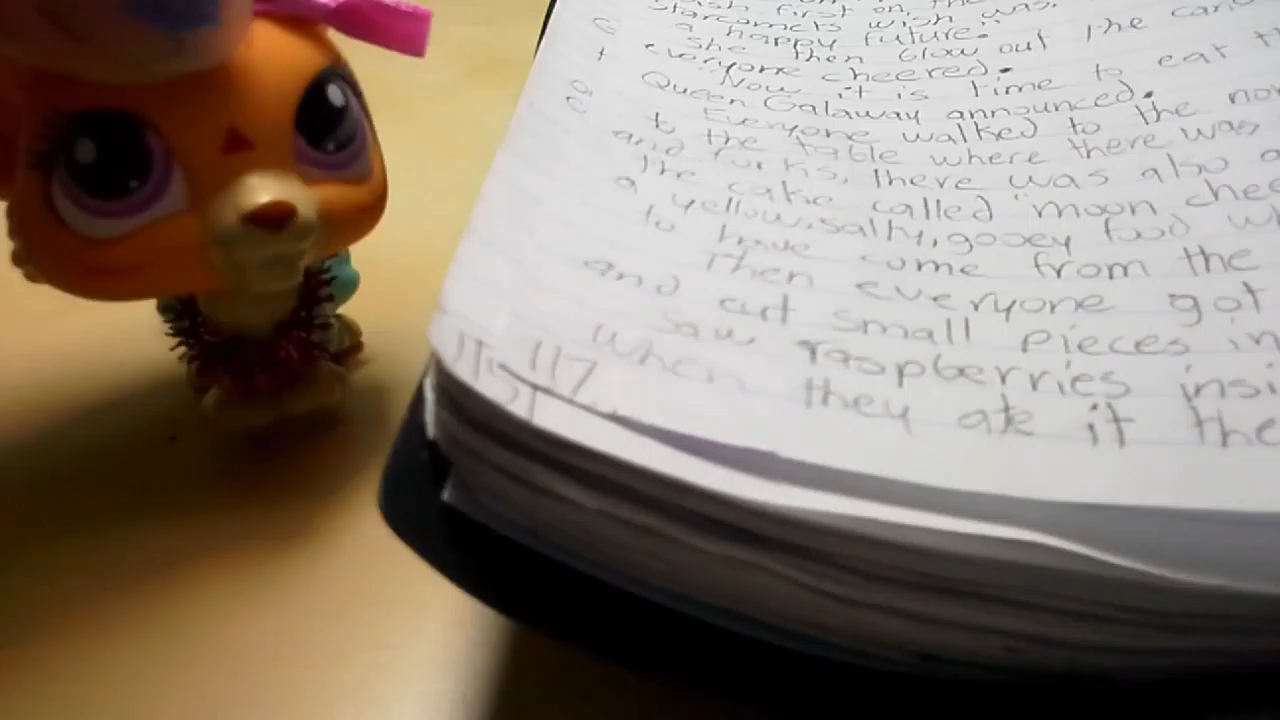 first on the was,
starcomets wish was
a happy future.
she then blow out the can
everyone cheered.
Now it is time to eat t
Queen Galaway announced.
Everyone walked to the no
to the table where there was
and forks, there was also a
the cake called "moon chee
a yellow, salty, gooey food w
to have come from the
Then everyone got
and cut small pieces in
saw raspberries insi
When they ate it the
117